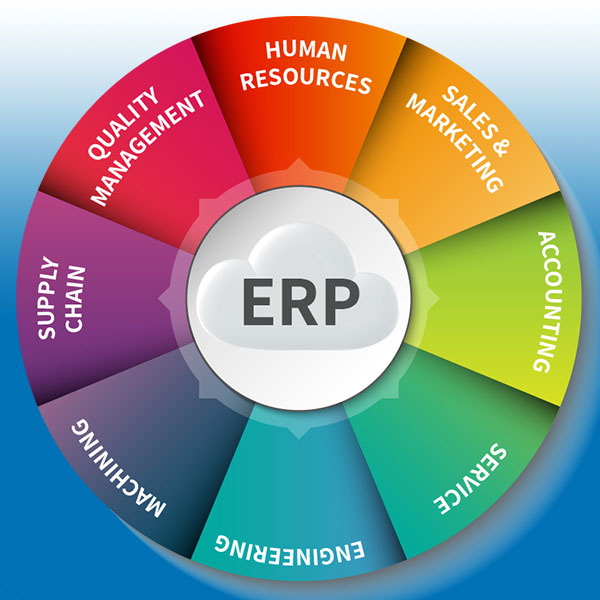 HUMAN
RESOURCES
SALES &
MARKETING
ACCOUNTING
SERVICE
ENGINEERING
MACHINING
SUPPLY
CHAIN
QUALITY
MANAGEMENT
ERP